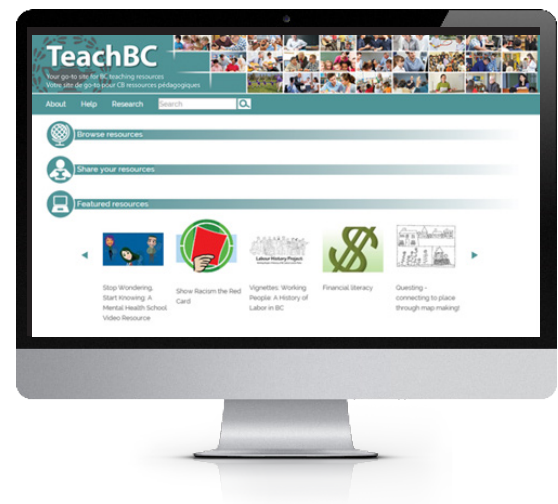 TeachBC
Your go-to site for BC teaching resources
Votre site de go-to pour CB ressources pédagogiques
About Help Research Search
Browse resources
Share your resources
Featured resources
Labour History Project
Stop Wondering,
Start Knowing: A
Mental Health School
Video Resource
Show Racism the Red
Card
Vignettes: Working
People: A History of
Labor in BC
Financial literacy
Questing -
connecting to place
through map making!